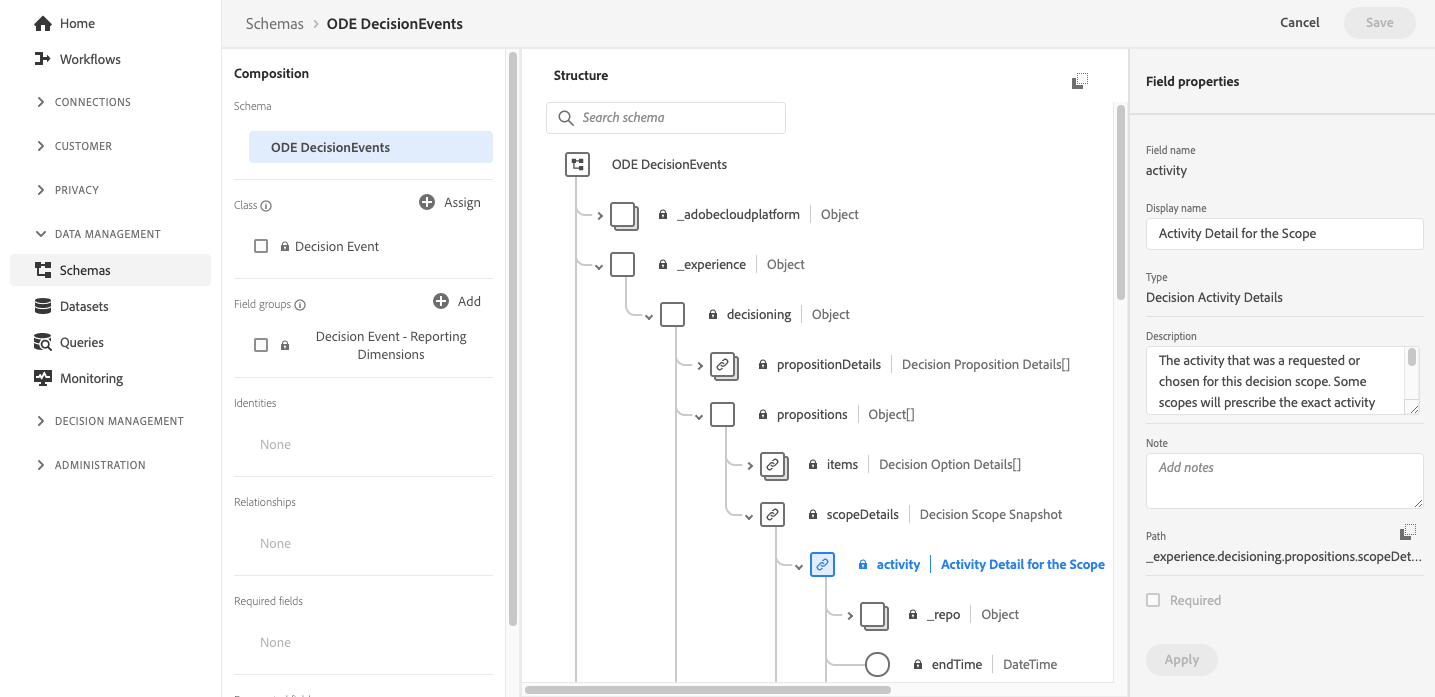 Home
Workflows
CONNECTIONS
CUSTOMER
PRIVACY
DATA MANAGEMENT
Schemas
Datasets
Queries
Monitoring
DECISION MANAGEMENT
ADMINISTRATION
Schemas > ODE DecisionEvents
Cancel
Save
Composition
Schema
ODE DecisionEvents
Class
Assign
Decision Event
Field groups
Add
Decision Event - Reporting
Dimensions
Identities
None
Relationships
None
Required fields
None
Structure
Search schema
ODE DecisionEvents
_adobecloudplatform | Object
_experience | Object
decisioning | Object
propositionDetails | Decision Proposition Details[]
propositions | Object[]
items | Decision Option Details[]
scopeDetails | Decision Scope Snapshot
activity | Activity Detail for the Scope
_repo | Object
endTime | DateTime
Field properties
Field name
activity
Display name
Activity Detail for the Scope
Type
Decision Activity Details
Description
The activity that was a requested or
chosen for this decision scope. Some
scopes will prescribe the exact activity
Note
Add notes
Path
_experience.decisioning.propositions.scopeDet...
Required
Apply